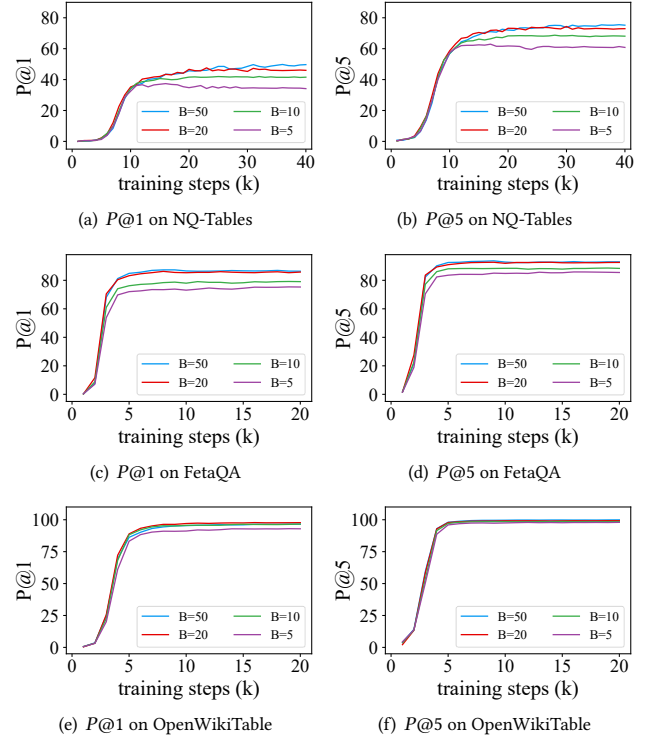 P@1
80
60
40
20
0
B=50 B=10
B=20 B=5
0 10 20 30 40
training steps (k)
(a) P@1 on NQ-Tables
P@5
80
60
40
20
0
B=50 B=10
B=20 B=5
0 10 20 30 40
training steps (k)
(b) P@5 on NQ-Tables
P@1
80
60
40
20
0
B=50 B=10
B=20 B=5
0 5 10 15 20
training steps (k)
(c) P@1 on FetaQA
P@5
80
60
40
20
0
B=50 B=10
B=20 B=5
0 5 10 15 20
training steps (k)
(d) P@5 on FetaQA
P@1
100
75
50
25
0
B=50 B=10
B=20 B=5
0 5 10 15 20
training steps (k)
(e) P@1 on OpenWikiTable
P@5
100
75
50
25
0
B=50 B=10
B=20 B=5
0 5 10 15 20
training steps (k)
(f) P@5 on OpenWikiTable